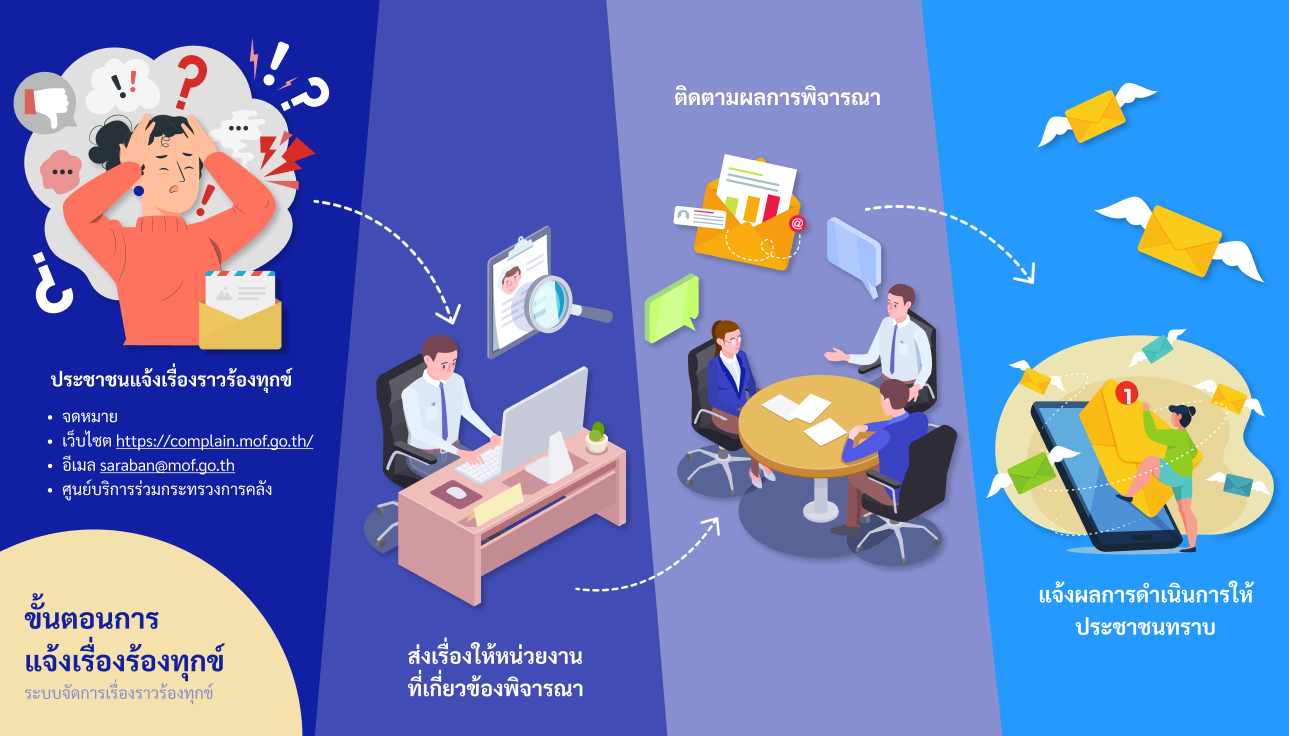 ประชาชนแจ้งเรื่องราวร้องทุกข์
• จดหมาย
• เว็บไซต https://complain.mof.go.th/
• อีเมล saraban@mof.go.th
• ศูนย์บริการร่วมกระทรวงการคลัง
ขั้นตอนการ
แจ้งเรื่องร้องทุกข์
ระบบจัดการเรื่องราวร้องทุกข์
ส่งเรื่องให้หน่วยงาน
ที่เกี่ยวข้องพิจารณา
ติดตามผลการพิจารณา
@
1
แจ้งผลการดำเนินการให้
ประชาชนทราบ